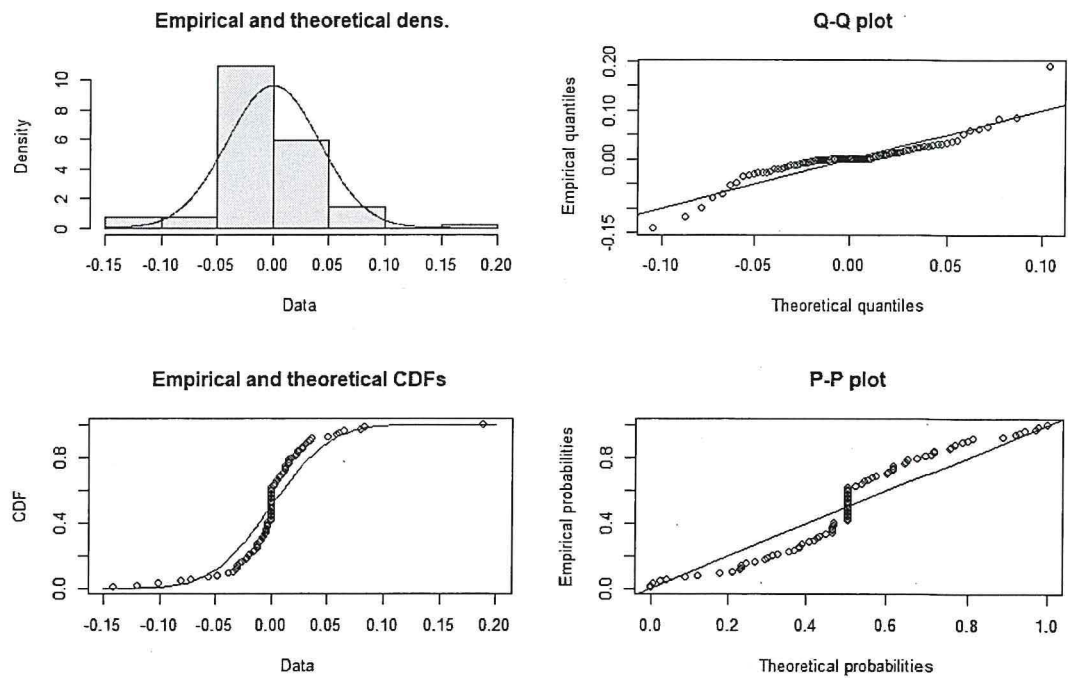 Empirical and theoretical dens.
Density
10
8
6
4
2
0
-0.15 -0.10 -0.05 0.00 0.05 0.10 0.15 0.20
Data
Q-Q plot
Empirical quantiles
0.20
0.10
0.00
-0.15
-0.10 -0.05 0.00 0.05 0.10
Theoretical quantiles
Empirical and theoretical CDFs
CDF
0.8
0.4
0.0
-0.15 -0.10 -0.05 0.00 0.05 0.10 0.15 0.20
Data
P-P plot
Empirical probabilities
0.8
0.4
0.0
0.0 0.2 0.4 0.6 0.8 1.0
Theoretical probabilities